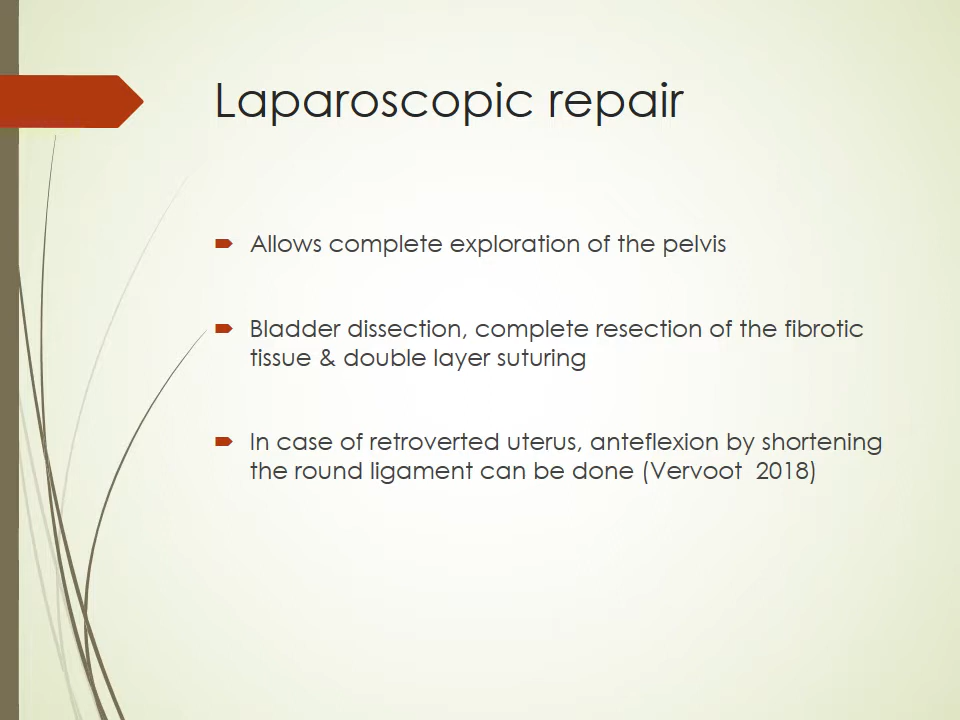 Laparoscopic repair
Allows complete exploration of the pelvis
Bladder dissection, complete resection of the fibrotic
tissue & double layer suturing
In case of retroverted uterus, anteflexion by shortening
the round ligament can be done (Vervoot  2018)